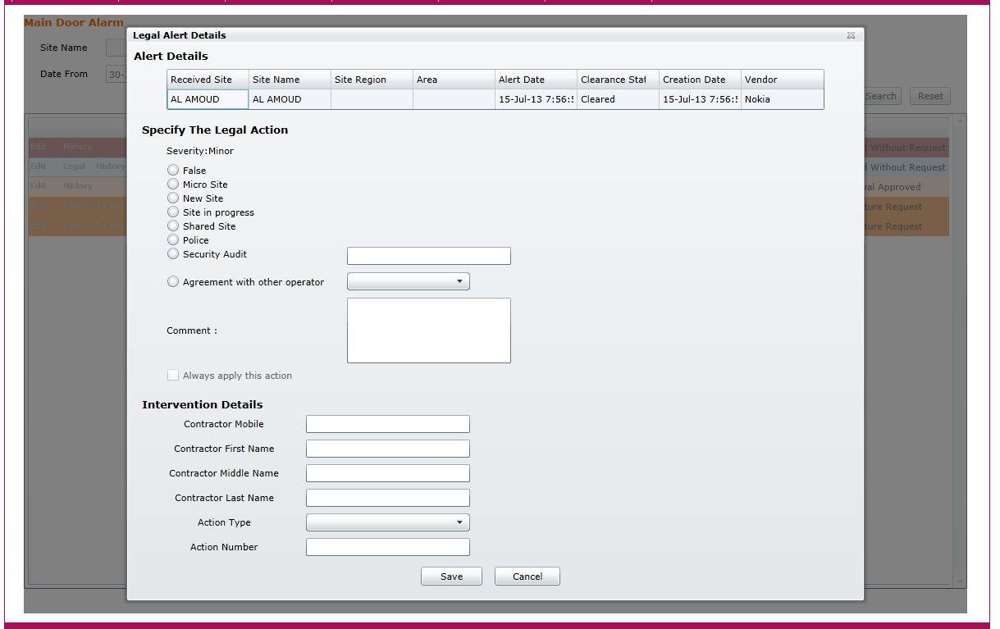 Main Door Alarm
Site Name
Date From 30-
Search Reset
Legal Alert Details
Alert Details
Received Site Site Name Site Region Area Alert Date Clearance Stat Creation Date Vendor
AL AMOUD AL AMOUD 15-Jul-13 7:56:5 Cleared 15-Jul-13 7:56:5 Nokia
Specify The Legal Action
Severity:Minor
False
Micro Site
New Site
Site in progress
Shared Site
Police
Security Audit
Agreement with other operator
Comment :
Always apply this action
Intervention Details
Contractor Mobile
Contractor First Name
Contractor Middle Name
Contractor Last Name
Action Type
Action Number
Save Cancel
Edit History
Without Request
Edit Legal History
Without Request
Edit History
val Approved
Edit
ture Request
Edit
ture Request